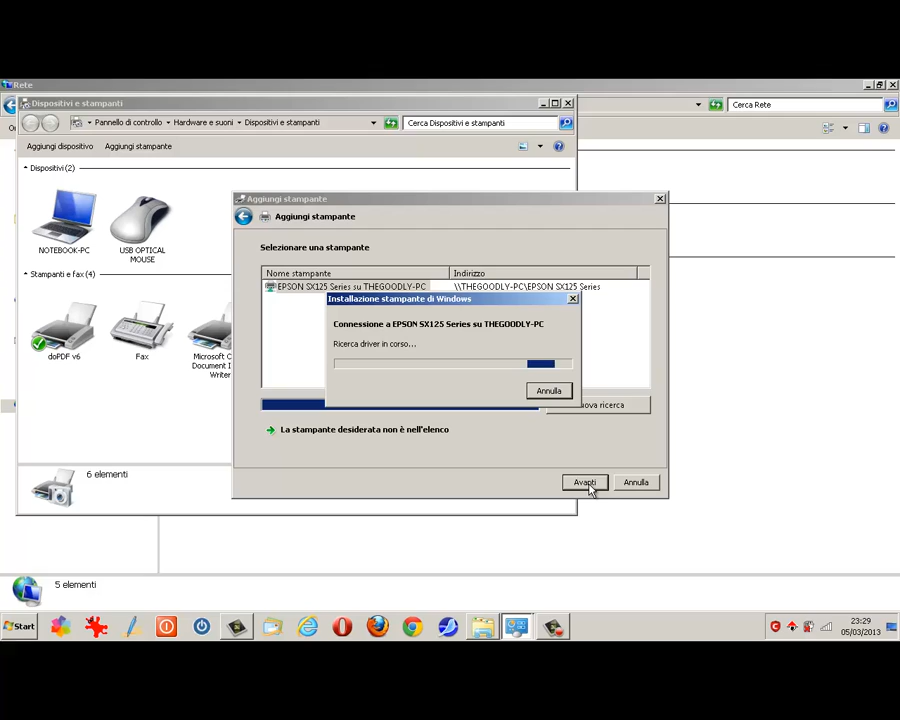 Rete
Dispositivi e stampanti
Pannello di controllo
Hardware e suoni
Dispositivi e stampanti
Cerca Dispositivi e stampanti
Cerca Rete
Aggiungi dispositivo
Aggiungi stampante
Dispositivi (2)
NOTEBOOK-PC
USB OPTICAL
MOUSE
Stampanti e fax (4)
doPDF v6
Fax
Microsoft
Document I
Writer
6 elementi
Aggiungi stampante
Aggiungi stampante
Selezionare una stampante
Nome stampante
Indirizzo
EPSON SX125 Series su THEGOODLY-PC
\\THEGOODLY-PC\EPSON SX125 Series
Installazione stampante di Windows
Connessione a EPSON SX125 Series su THEGOODLY-PC
Ricerca driver in corso...
Annulla
ova ricerca
La stampante desiderata non è nell'elenco
Avanti
Annulla
5 elementi
Start
23:29
05/03/2013